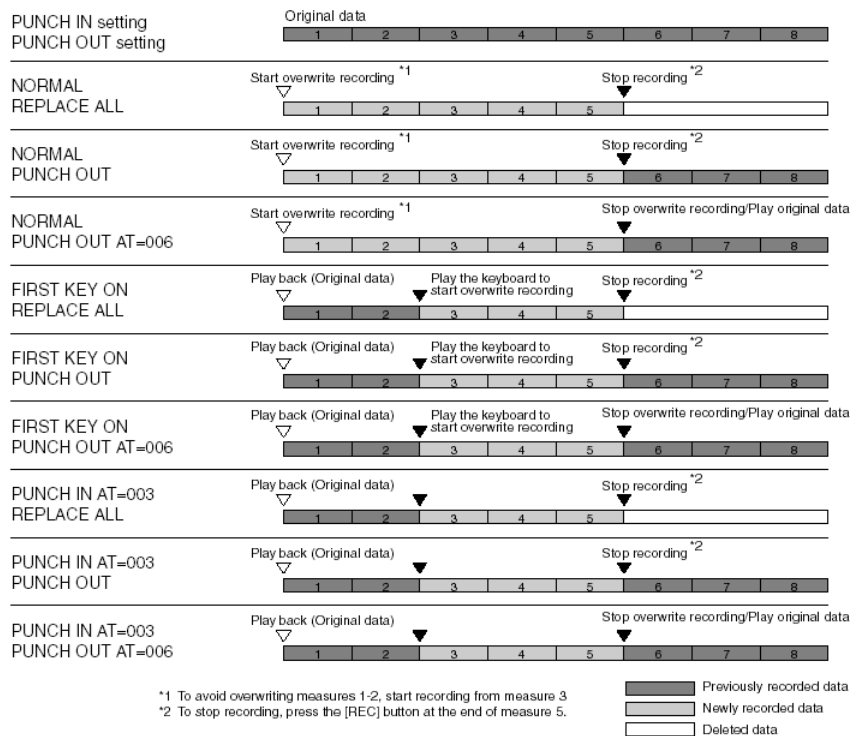 PUNCH IN setting
PUNCH OUT setting
Original data
1 2 3 4 5 6 7 8
NORMAL
REPLACE ALL
Start overwrite recording *1
Stop recording *2
1 2 3 4 5
NORMAL
PUNCH OUT
Start overwrite recording *1
Stop recording *2
1 2 3 4 5 6 7 8
NORMAL
PUNCH OUT AT=006
Start overwrite recording *1
Stop overwrite recording/Play original data
1 2 3 4 5 6 7 8
FIRST KEY ON
REPLACE ALL
Play back (Original data)
Play the keyboard to
start overwrite recording
Stop recording *2
1 2 3 4 5
FIRST KEY ON
PUNCH OUT
Play back (Original data)
Play the keyboard to
start overwrite recording
Stop recording *2
1 2 3 4 5 6 7 8
FIRST KEY ON
PUNCH OUT AT=006
Play back (Original data)
Play the keyboard to
start overwrite recording
Stop overwrite recording/Play original data
1 2 3 4 5 6 7 8
PUNCH IN AT=003
REPLACE ALL
Play back (Original data)
Stop recording *2
1 2 3 4 5
PUNCH IN AT=003
PUNCH OUT
Play back (Original data)
Stop recording *2
1 2 3 4 5 6 7 8
PUNCH IN AT=003
PUNCH OUT AT=006
Play back (Original data)
Stop overwrite recording/Play original data
1 2 3 4 5 6 7 8
*1 To avoid overwriting measures 1-2, start recording from measure 3
*2 To stop recording, press the [REC] button at the end of measure 5.
Previously recorded data
Newly recorded data
Deleted data